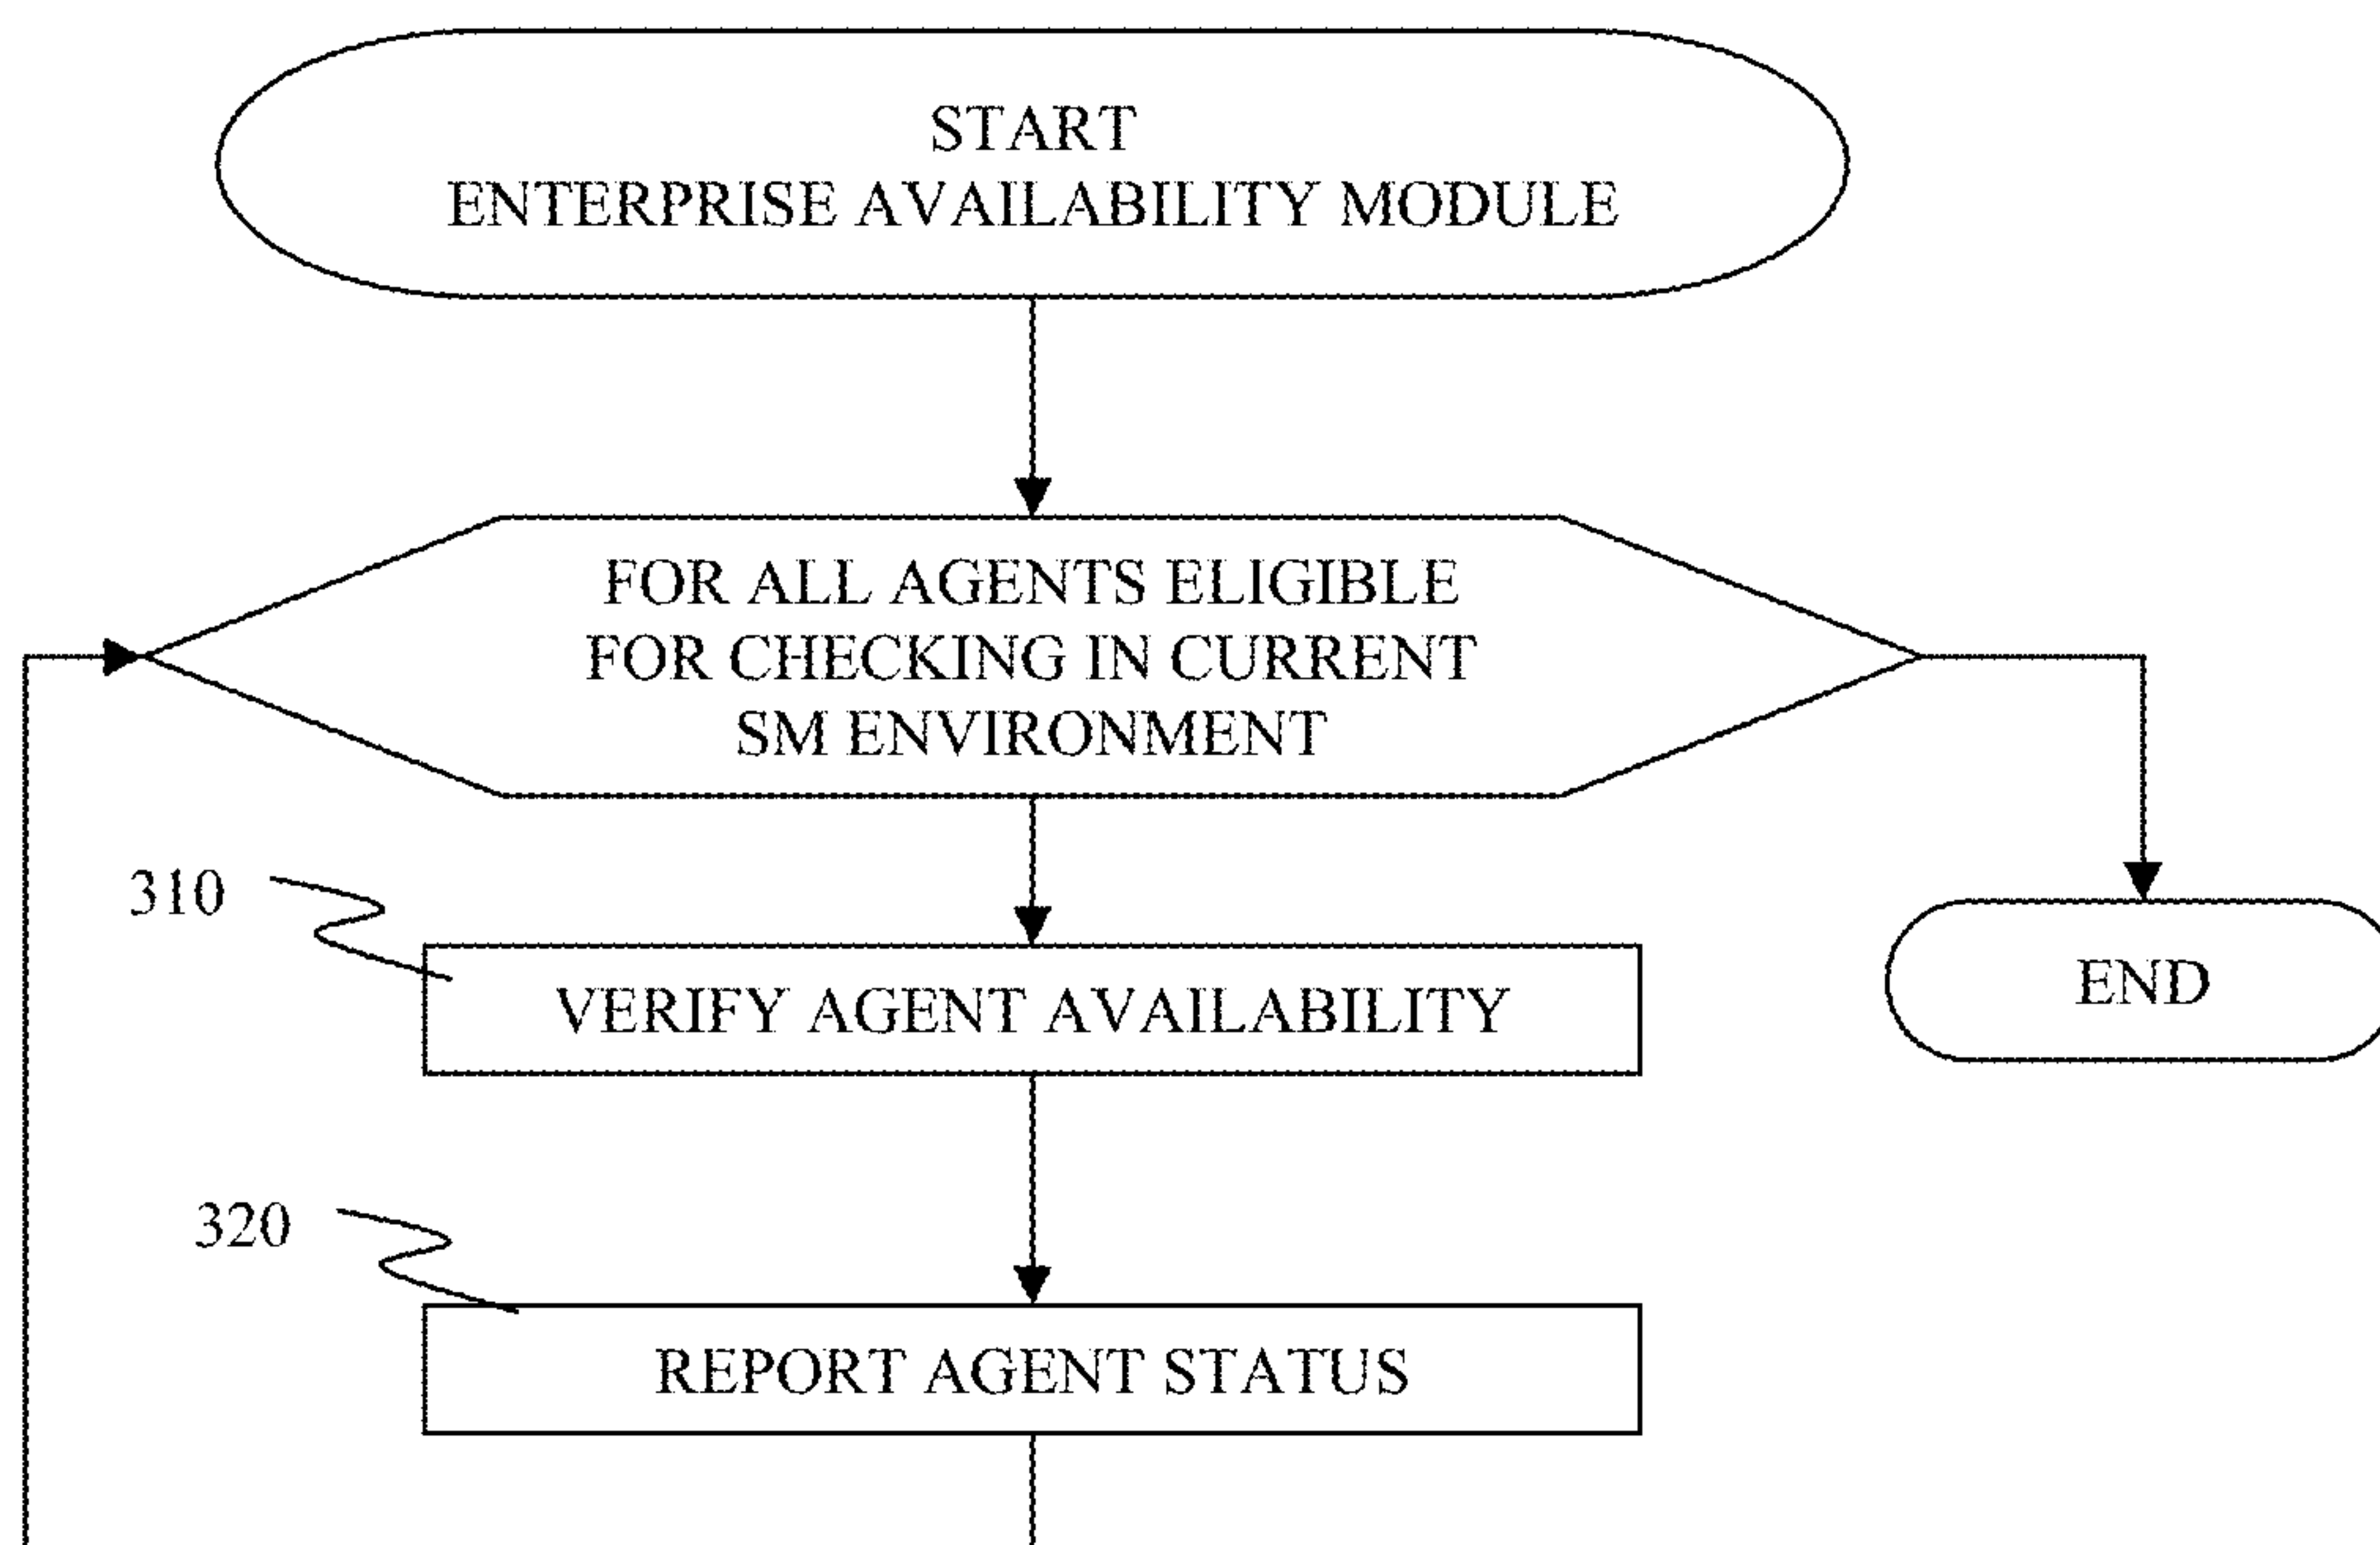 START
ENTERPRISE AVAILABILITY MODULE
FOR ALL AGENTS ELIGIBLE
FOR CHECKING IN CURRENT
SM ENVIRONMENT
310
VERIFY AGENT AVAILABILITY
END
320
REPORT AGENT STATUS